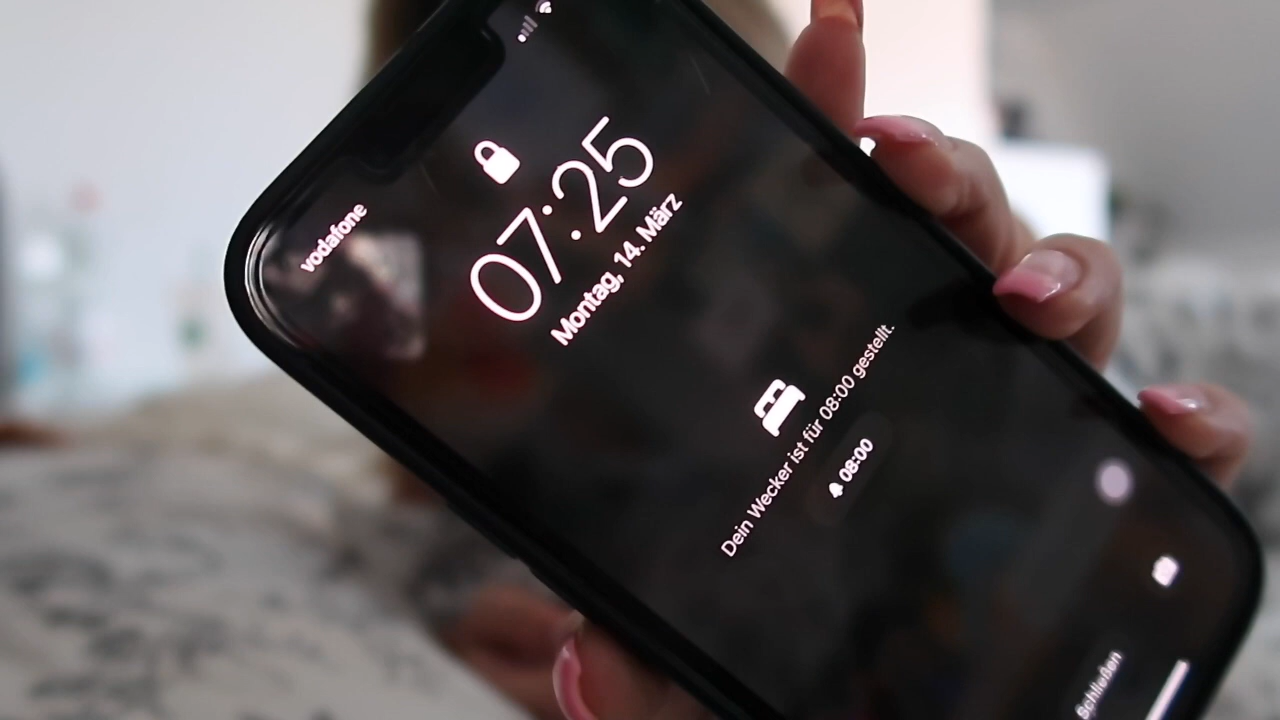 vodafone
07:25
Montag, 14. März
Dein Wecker ist für 08:00 gestellt.
08:00
Schließen